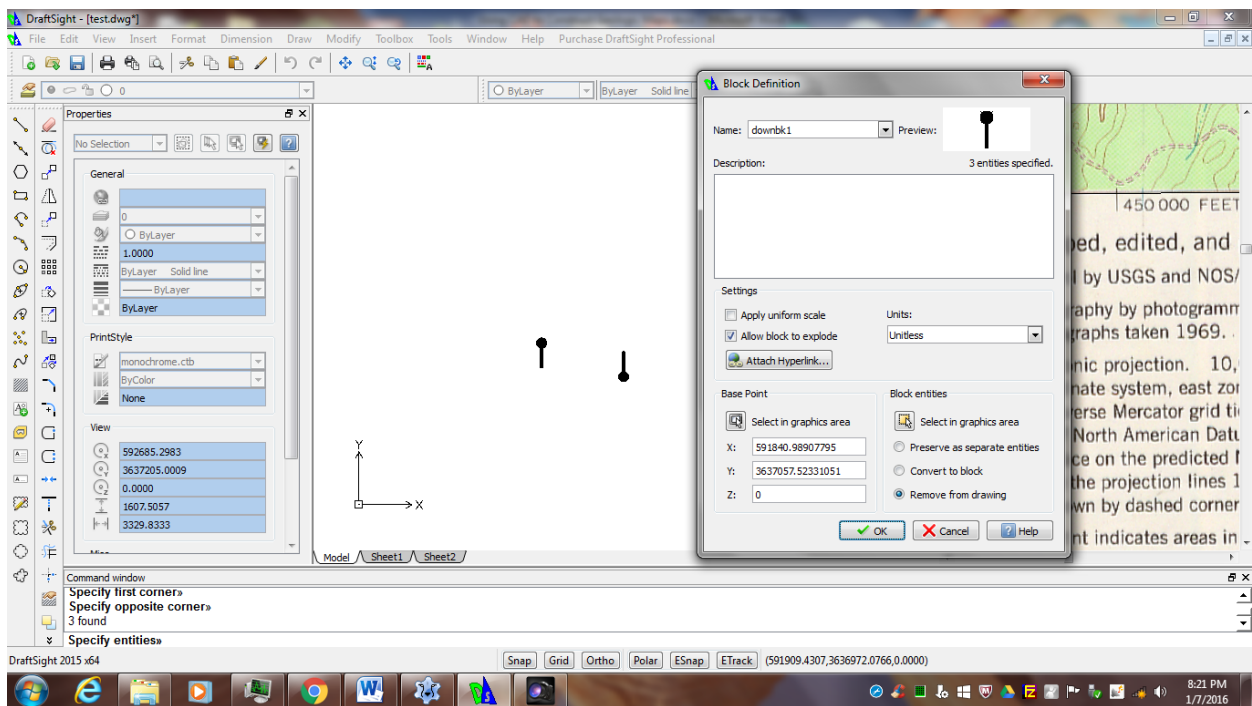 DraftSight - [test.dwg*]
File Edit View Insert Format Dimension Draw Modify Toolbox Tools Window Help Purchase DraftSight Professional
0
ByLayer
ByLayer Solid line
Properties
No Selection
General
0
ByLayer
1.0000
ByLayer Solid line
ByLayer
ByLayer
PrintStyle
monochrome.ctb
ByColor
None
View
592685.2983
3637205.0009
0.0000
1607.5057
3329.8333
Misc
Y
X
Model Sheet1 Sheet2
Block Definition
Name: downbk1
Preview:
Description:
3 entities specified.
Settings
Apply uniform scale
Allow block to explode
Attach Hyperlink...
Units:
Unitless
Base Point
Select in graphics area
X: 591840.98907795
Y: 3637057.52331051
Z: 0
Block entities
Select in graphics area
Preserve as separate entities
Convert to block
Remove from drawing
OK Cancel Help
450 000 FEET
ped, edited, and
l by USGS and NOS/
raphy by photogramm
graphs taken 1969.
nic projection. 10,
nate system, east zon
erse Mercator grid ti
North American Datu
ce on the predicted
the projection lines 1
wn by dashed corner
nt indicates areas in
Command window
Specify first corner»
Specify opposite corner»
3 found
Specify entities»
DraftSight 2015 x64
Snap Grid Ortho Polar ESnap ETrack (591909.4307,3636972.0766,0.0000)
8:21 PM
1/7/2016